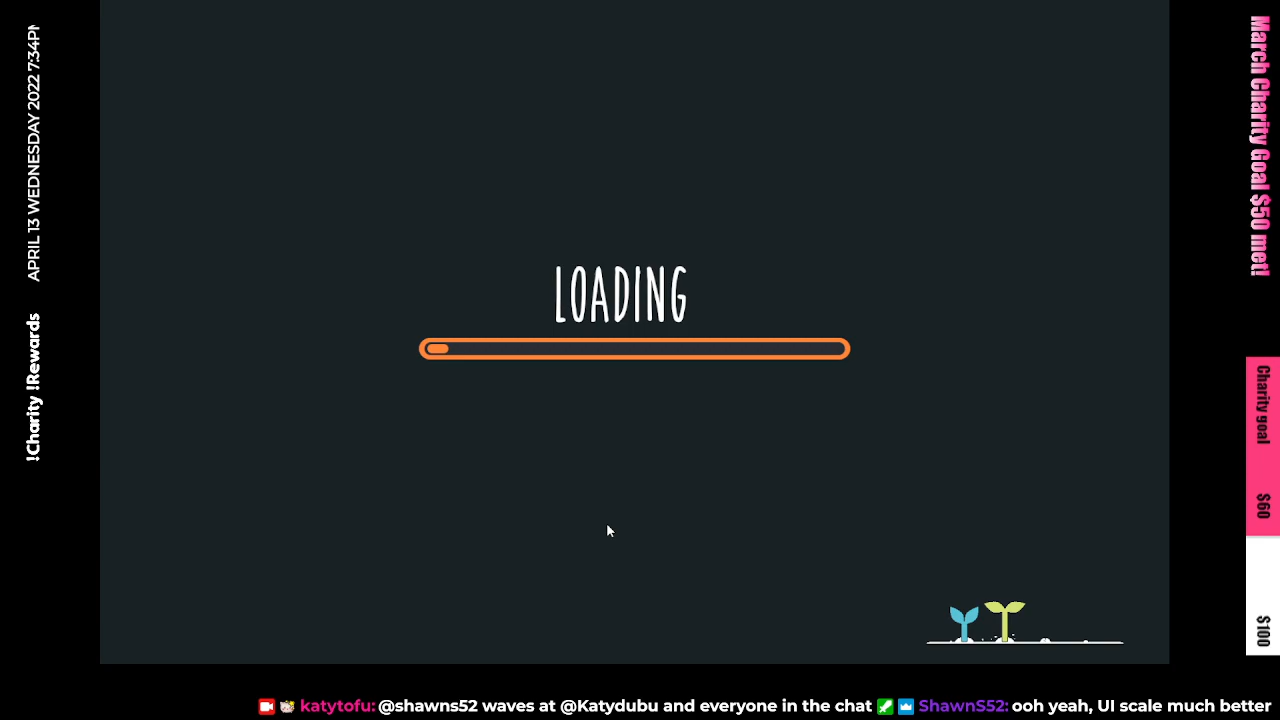 APRIL 13 WEDNESDAY 2022 7:34PM
!Charity !Rewards
LOADING
March Charity Goal $50 met!
Charity goal
$60
$100
katytofu: @shawns52 waves at @Katydubu and everyone in the chat ShawnS52: ooh yeah, UI scale much better